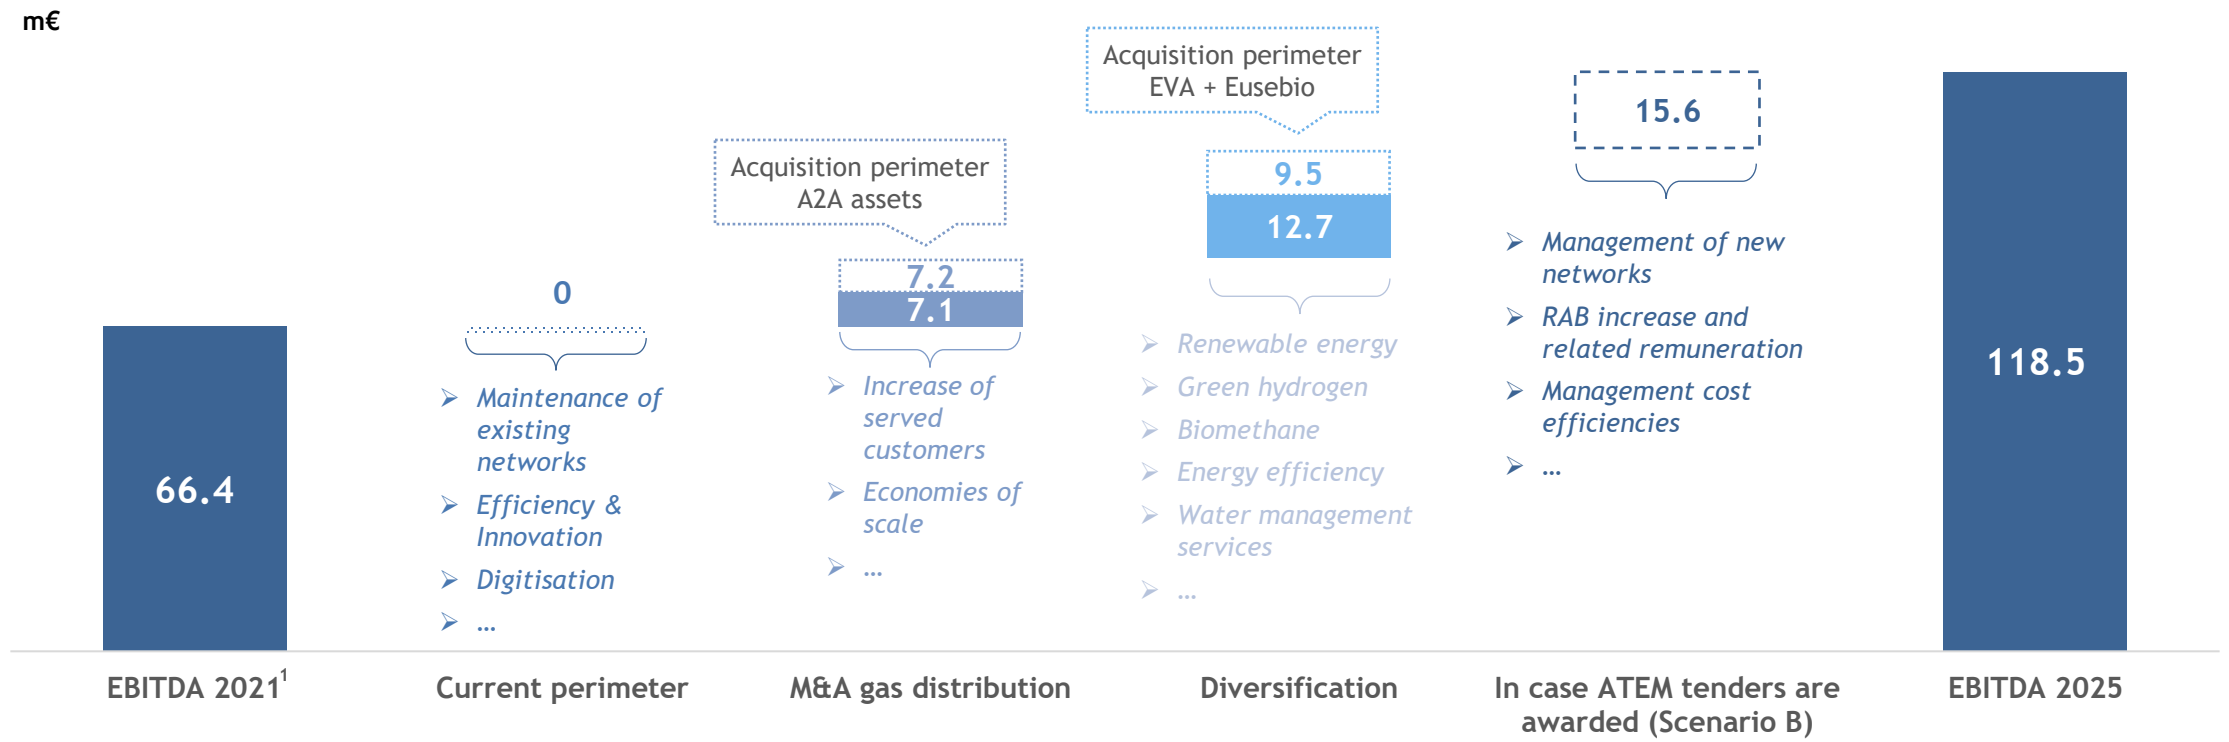 m€
66.4
0
➢ Maintenance of
existing
networks
➢ Efficiency &
Innovation
➢ Digitisation
➢ …
Acquisition perimeter
A2A assets
7.2
7.1
➢ Increase of
served
customers
➢ Economies of
scale
➢ …
Acquisition perimeter
EVA + Eusebio
9.5
12.7
➢ Renewable energy
➢ Green hydrogen
➢ Biomethane
➢ Energy efficiency
➢ Water management
services
➢ …
15.6
➢ Management of new
networks
➢ RAB increase and
related remuneration
➢ Management cost
efficiencies
➢ …
118.5
EBITDA 2021¹
Current perimeter
M&A gas distribution
Diversification
In case ATEM tenders are
awarded (Scenario B)
EBITDA 2025